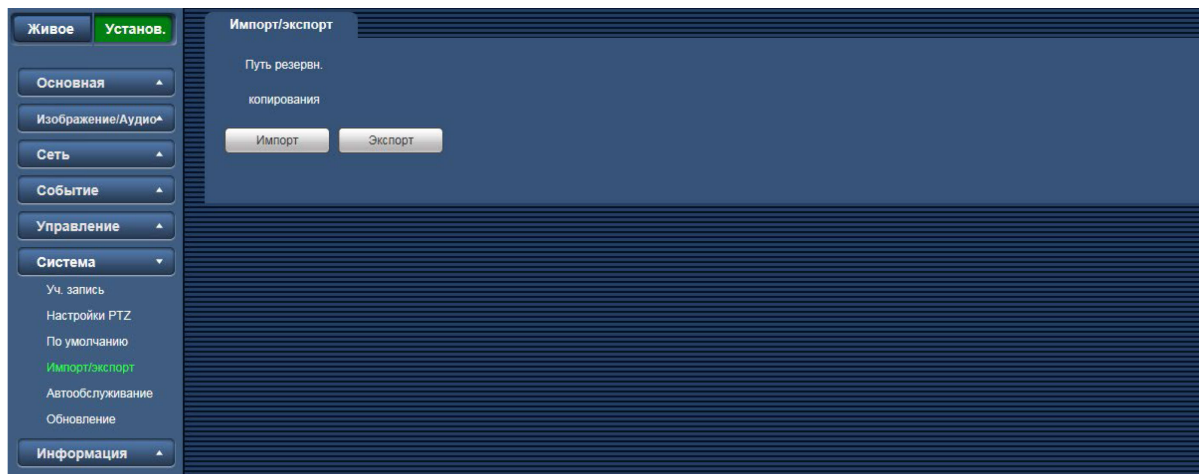 Живое Установ.
Основная
Изображение/Аудио
Сеть
Событие
Управление
Система
Уч. запись
Настройки PTZ
По умолчанию
Импорт/экспорт
Автообслуживание
Обновление
Информация
Импорт/экспорт
Путь резервн.
копирования
Импорт Экспорт